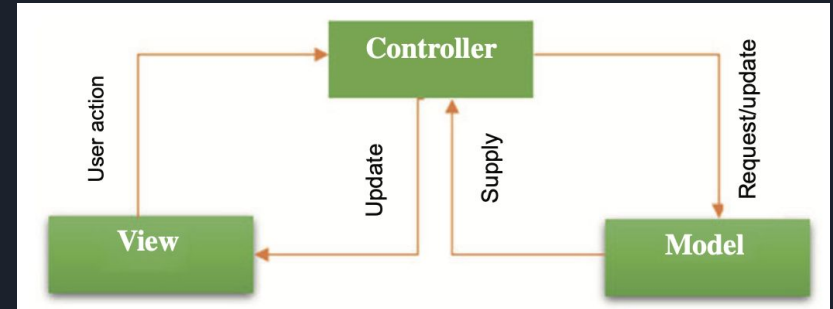 Controller
User action
Update
Supply
Request/update
View
Model